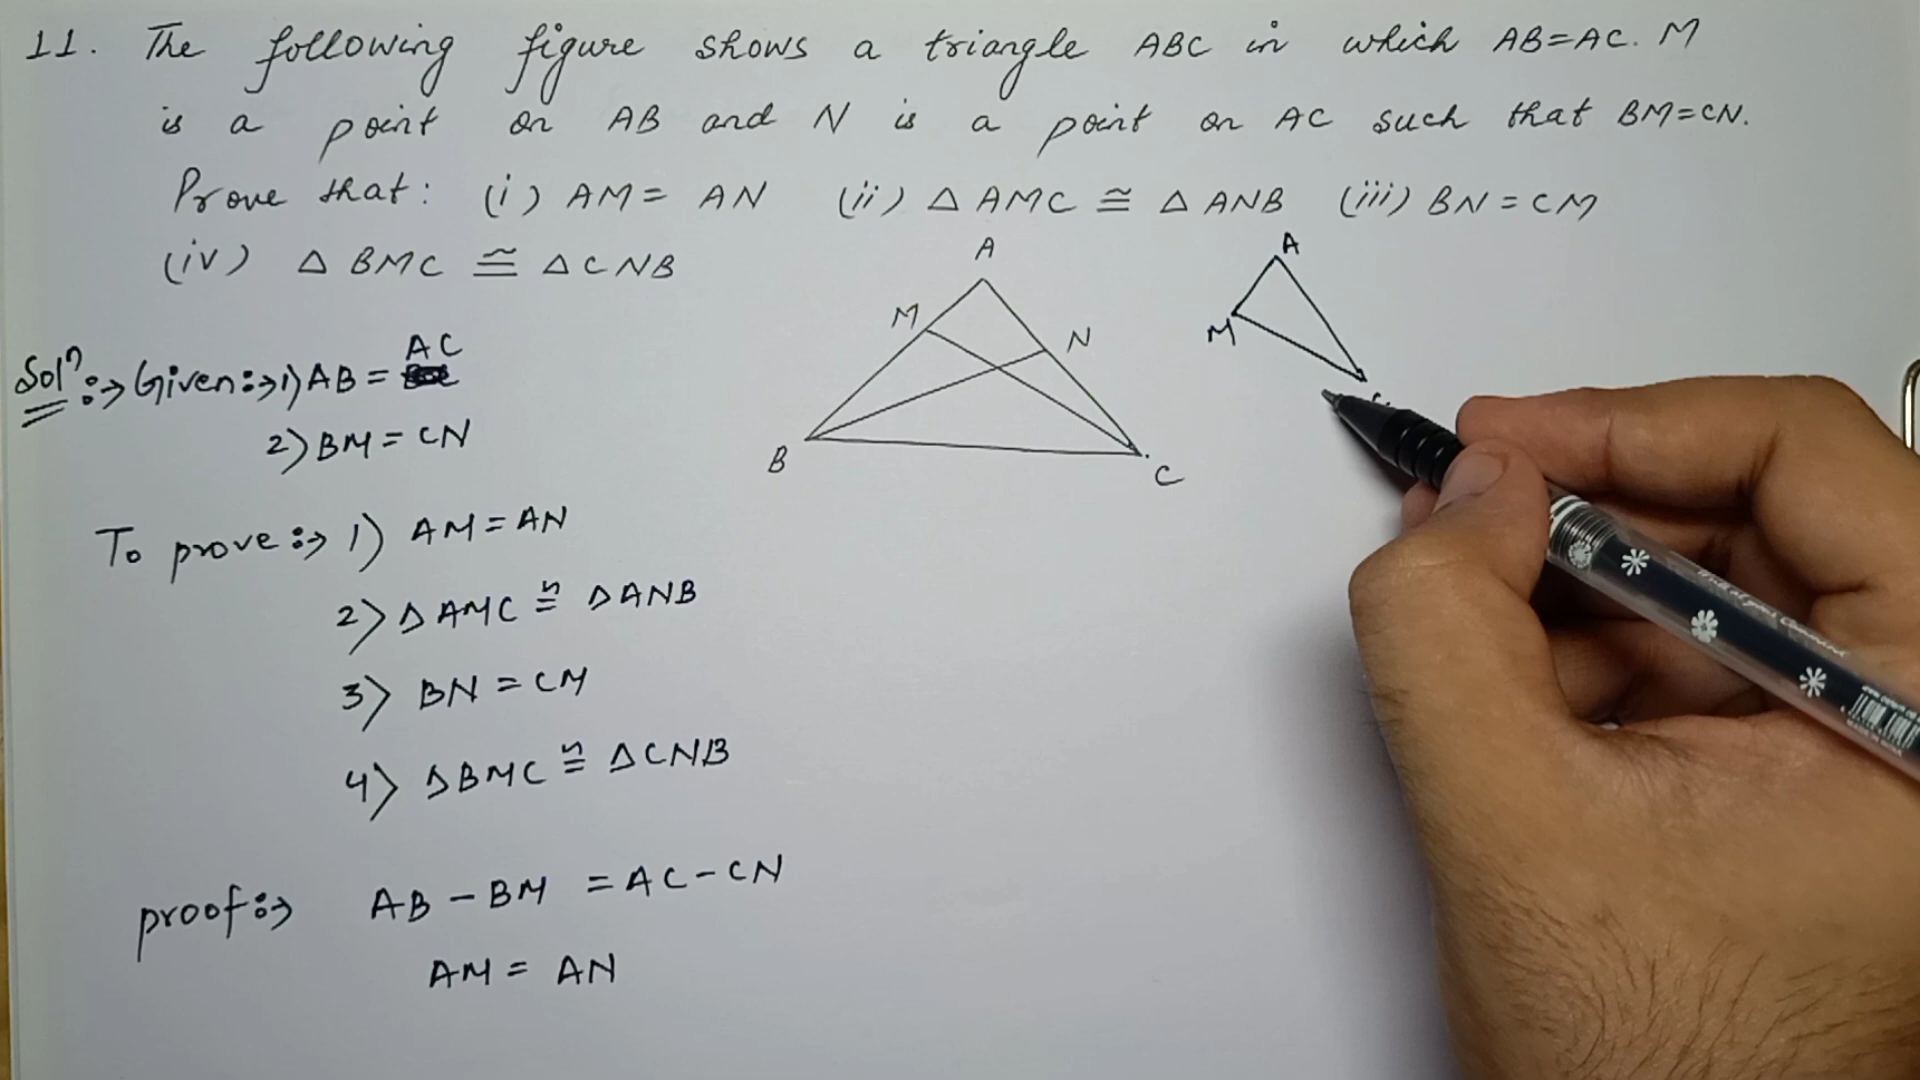 11. The following figure shows a triangle ABC in which AB=AC. M
is a point on AB and N is a point on AC such that BM=CN.
Prove that: (i) AM= AN (ii) △ AMC ≅ △ ANB (iii) BN=CM
(iv) △ BMC ≅ △ CNB
A
M
N
B
C
A
M
Solⁿ:→ Given:→1) AB = AC
2) BM = CN
To prove:→ 1) AM=AN
2) △ AMC ≅ △ANB
3) BN = CM
4) △BMC ≅ △CNB
proof:→ AB - BM = AC-CN
AM = AN